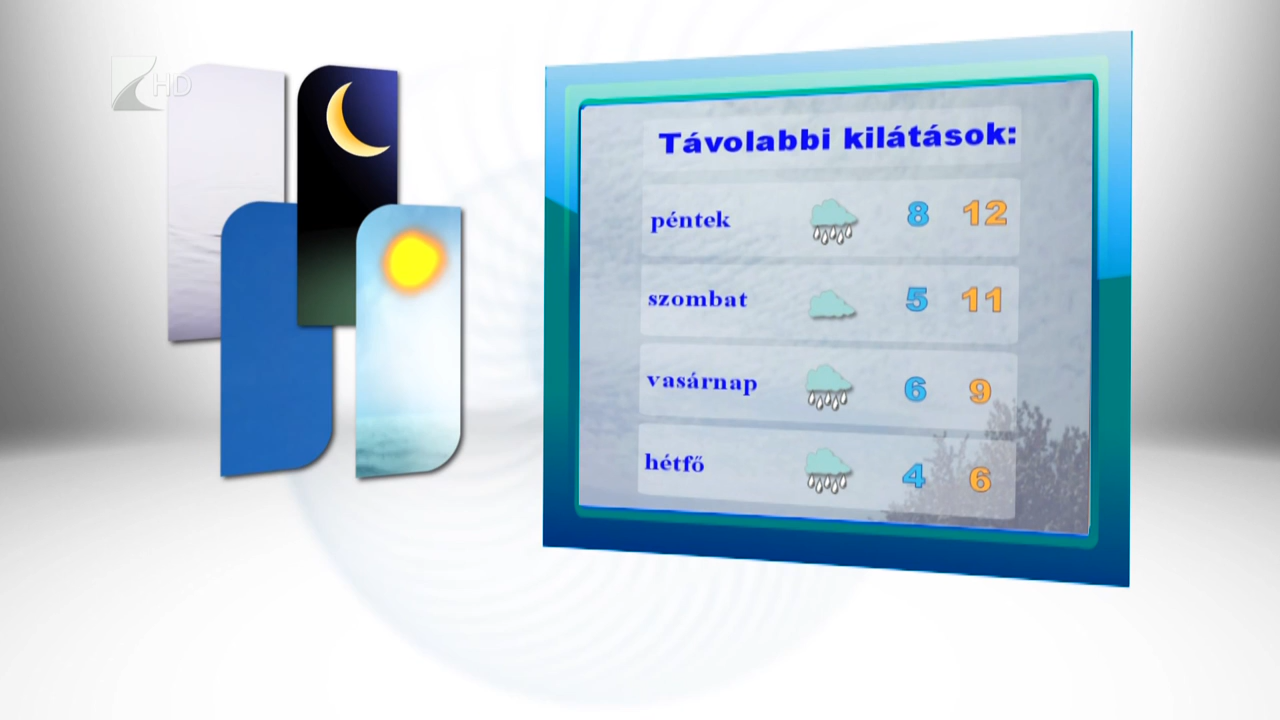 HD
Távolabbi kilátások:
péntek 8 12
szombat 5 11
vasárnap 6 9
hétfő 4 6